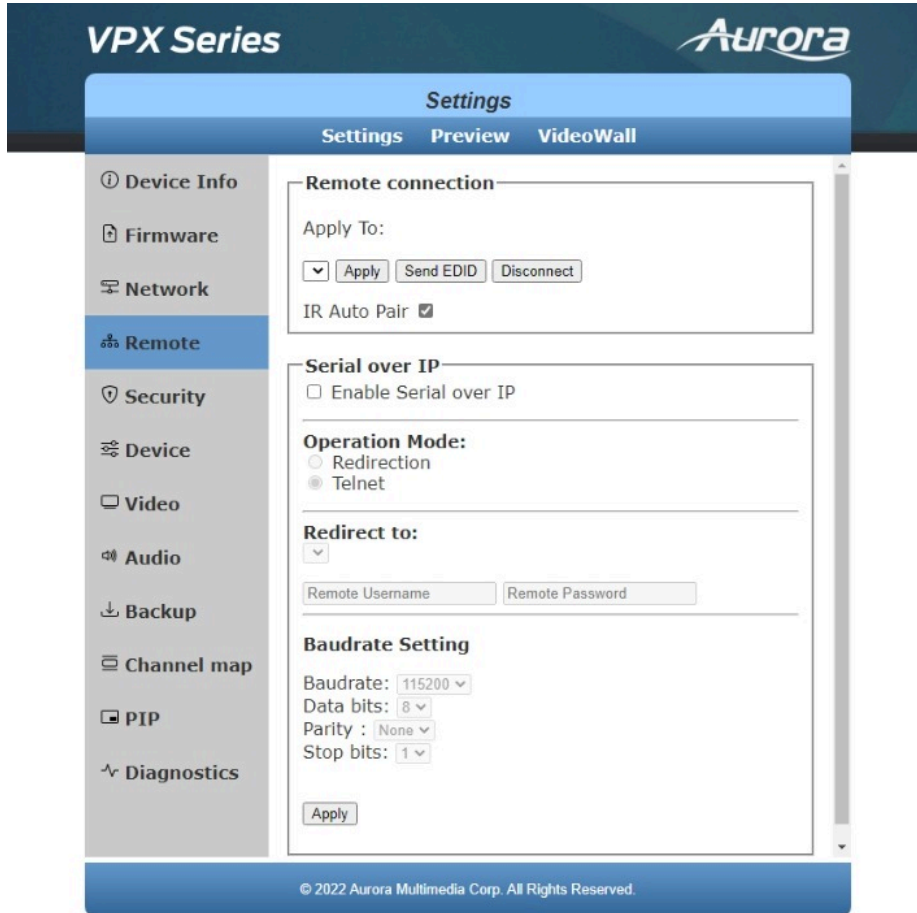 VPX Series
Aurora
Settings
Settings Preview VideoWall
Device Info
Firmware
Network
Remote
Security
Device
Video
Audio
Backup
Channel map
PIP
Diagnostics
Remote connection
Apply To:
Apply Send EDID Disconnect
IR Auto Pair
Serial over IP
Enable Serial over IP
Operation Mode:
Redirection
Telnet
Redirect to:
Remote Username Remote Password
Baudrate Setting
Baudrate: 115200
Data bits: 8
Parity : None
Stop bits: 1
Apply
© 2022 Aurora Multimedia Corp. All Rights Reserved.